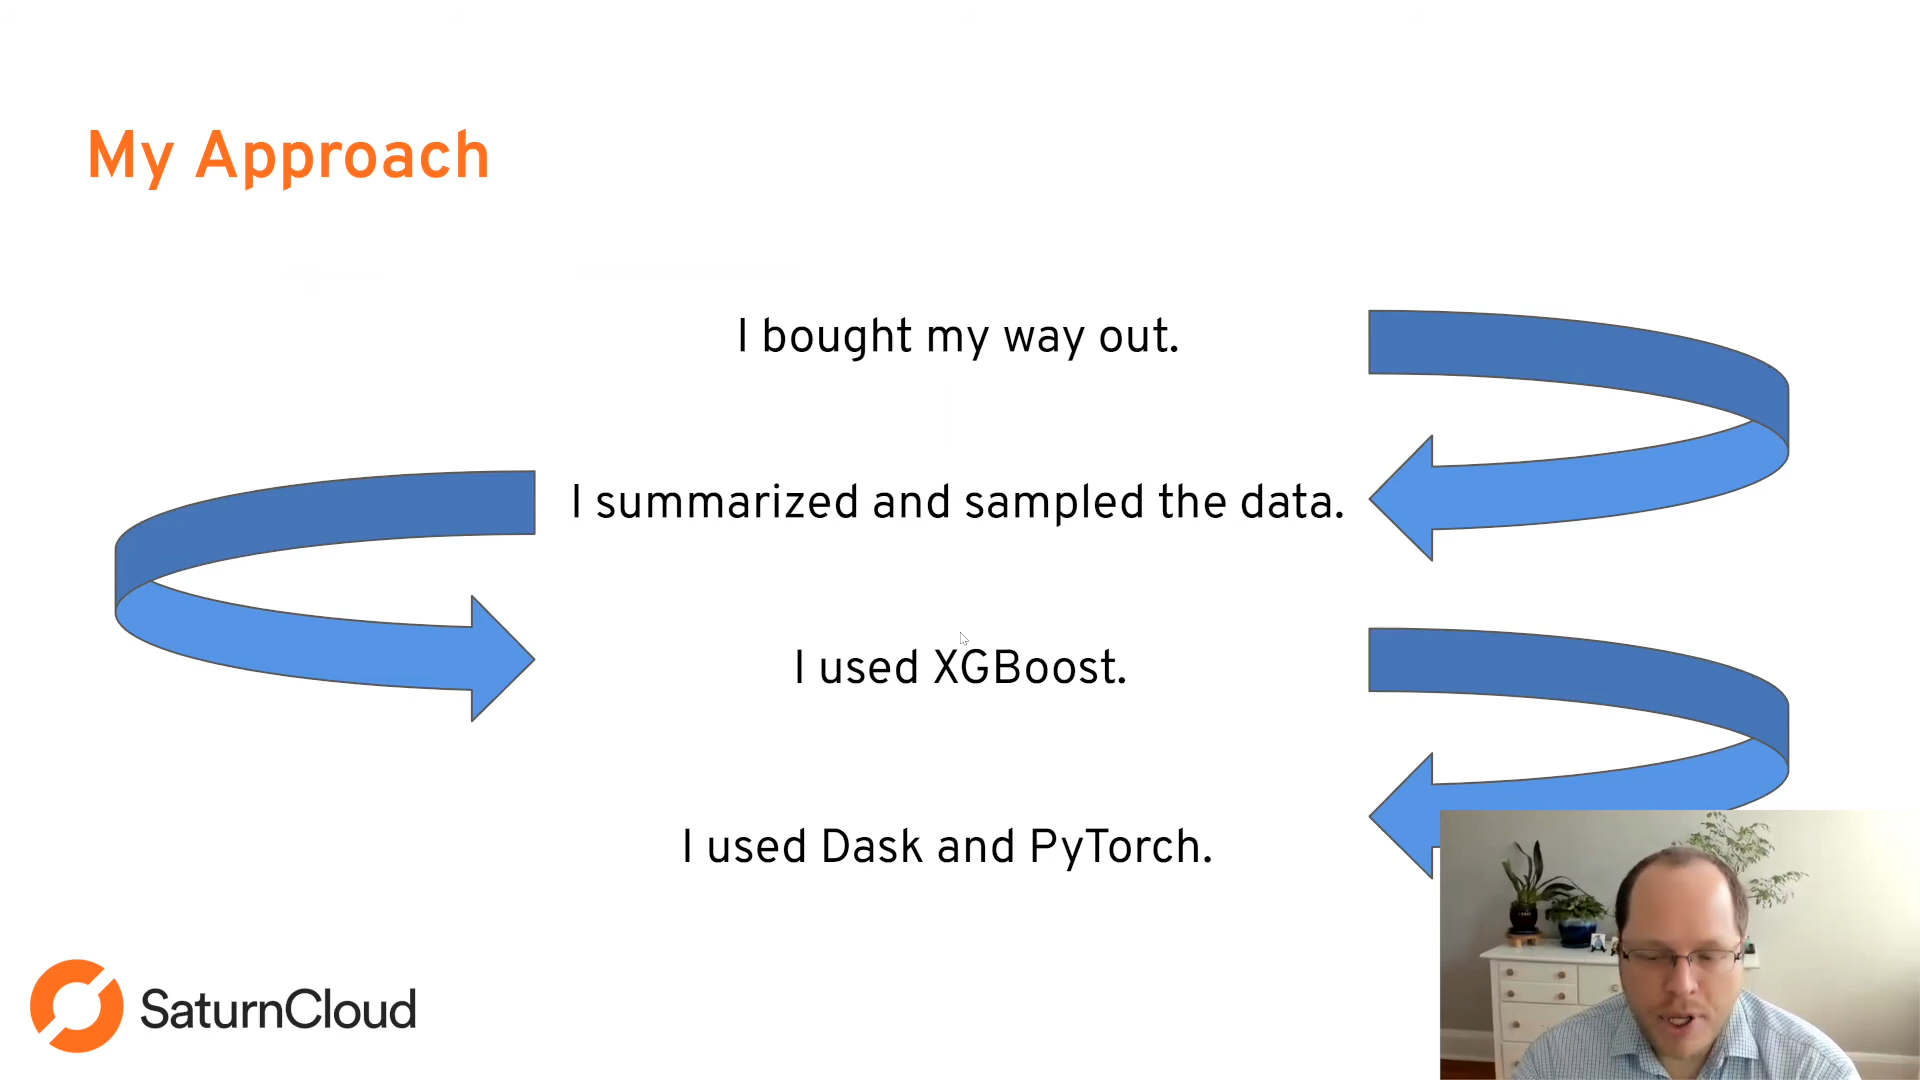 My Approach
I bought my way out.
I summarized and sampled the data.
I used XGBoost.
I used Dask and PyTorch.
SaturnCloud